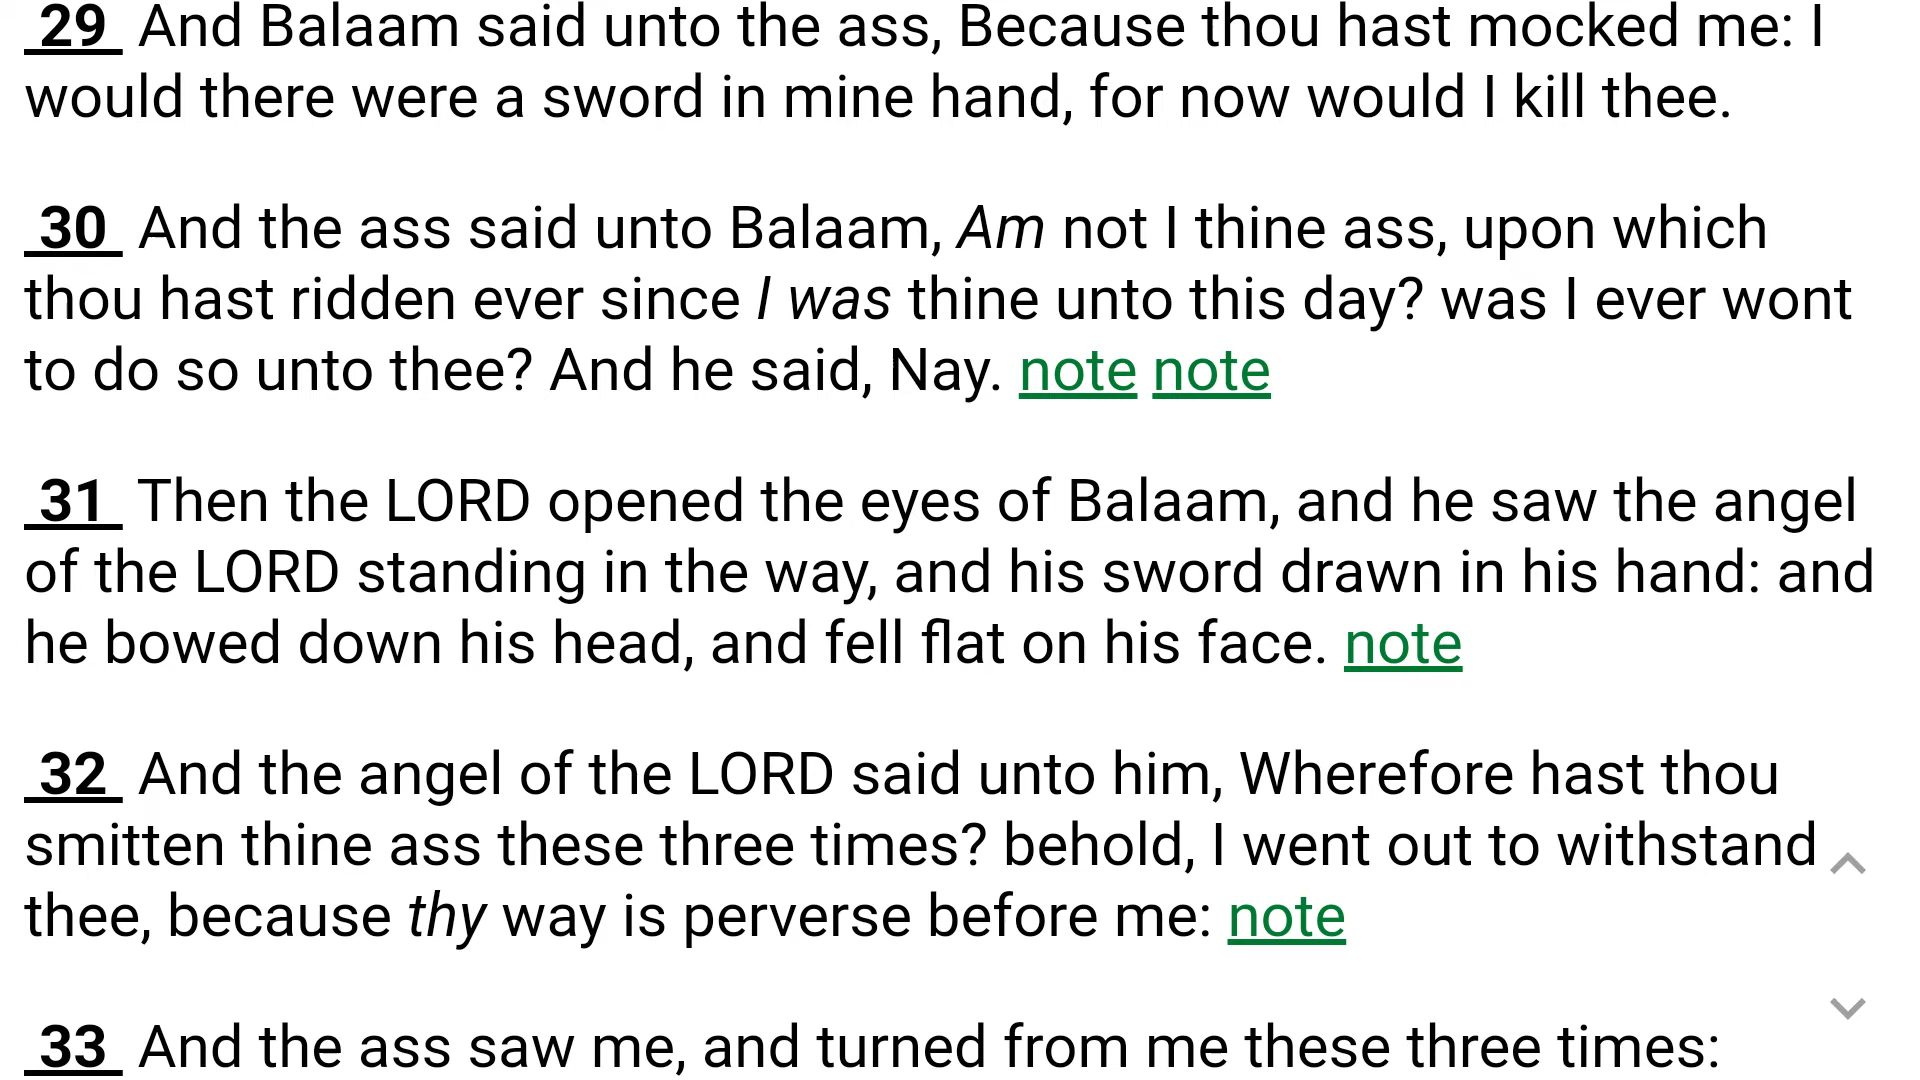 29 And Balaam said unto the ass, Because thou hast mocked me: I
would there were a sword in mine hand, for now would I kill thee.
30 And the ass said unto Balaam, Am not I thine ass, upon which
thou hast ridden ever since I was thine unto this day? was I ever wont
to do so unto thee? And he said, Nay. note note
31 Then the LORD opened the eyes of Balaam, and he saw the angel
of the LORD standing in the way, and his sword drawn in his hand: and
he bowed down his head, and fell flat on his face. note
32 And the angel of the LORD said unto him, Wherefore hast thou
smitten thine ass these three times? behold, I went out to withstand
thee, because thy way is perverse before me: note
33 And the ass saw me, and turned from me these three times: